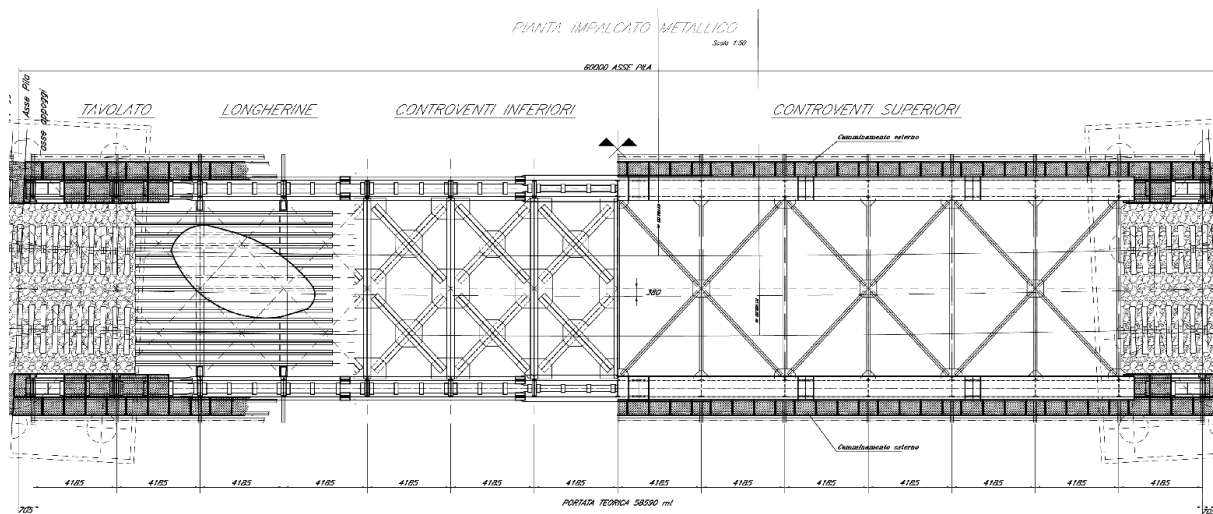 PIANTA IMPALCATO METALLICO
Scala 1:50
60000 ASSE PILA
Asse Pila
asse appoggi
TAVOLATO
LONGHERINE
CONTROVENTI INFERIORI
CONTROVENTI SUPERIORI
Camminamento esterno
380
Camminamento esterno
4185 4185 4185 4185 4185 4185 4185 4185 4185 4185 4185 4185 4185 4185
PORTATA TEORICA 58590 ml
705 705